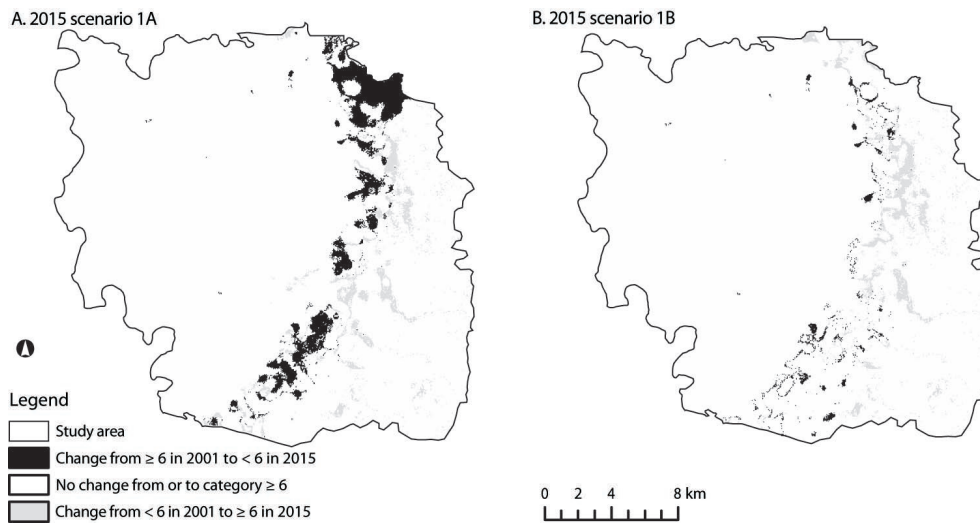 A. 2015 scenario 1A
B. 2015 scenario 1B
Legend
Study area
Change from ≥ 6 in 2001 to < 6 in 2015
No change from or to category ≥ 6
Change from < 6 in 2001 to ≥ 6 in 2015
0 2 4 6 8 km